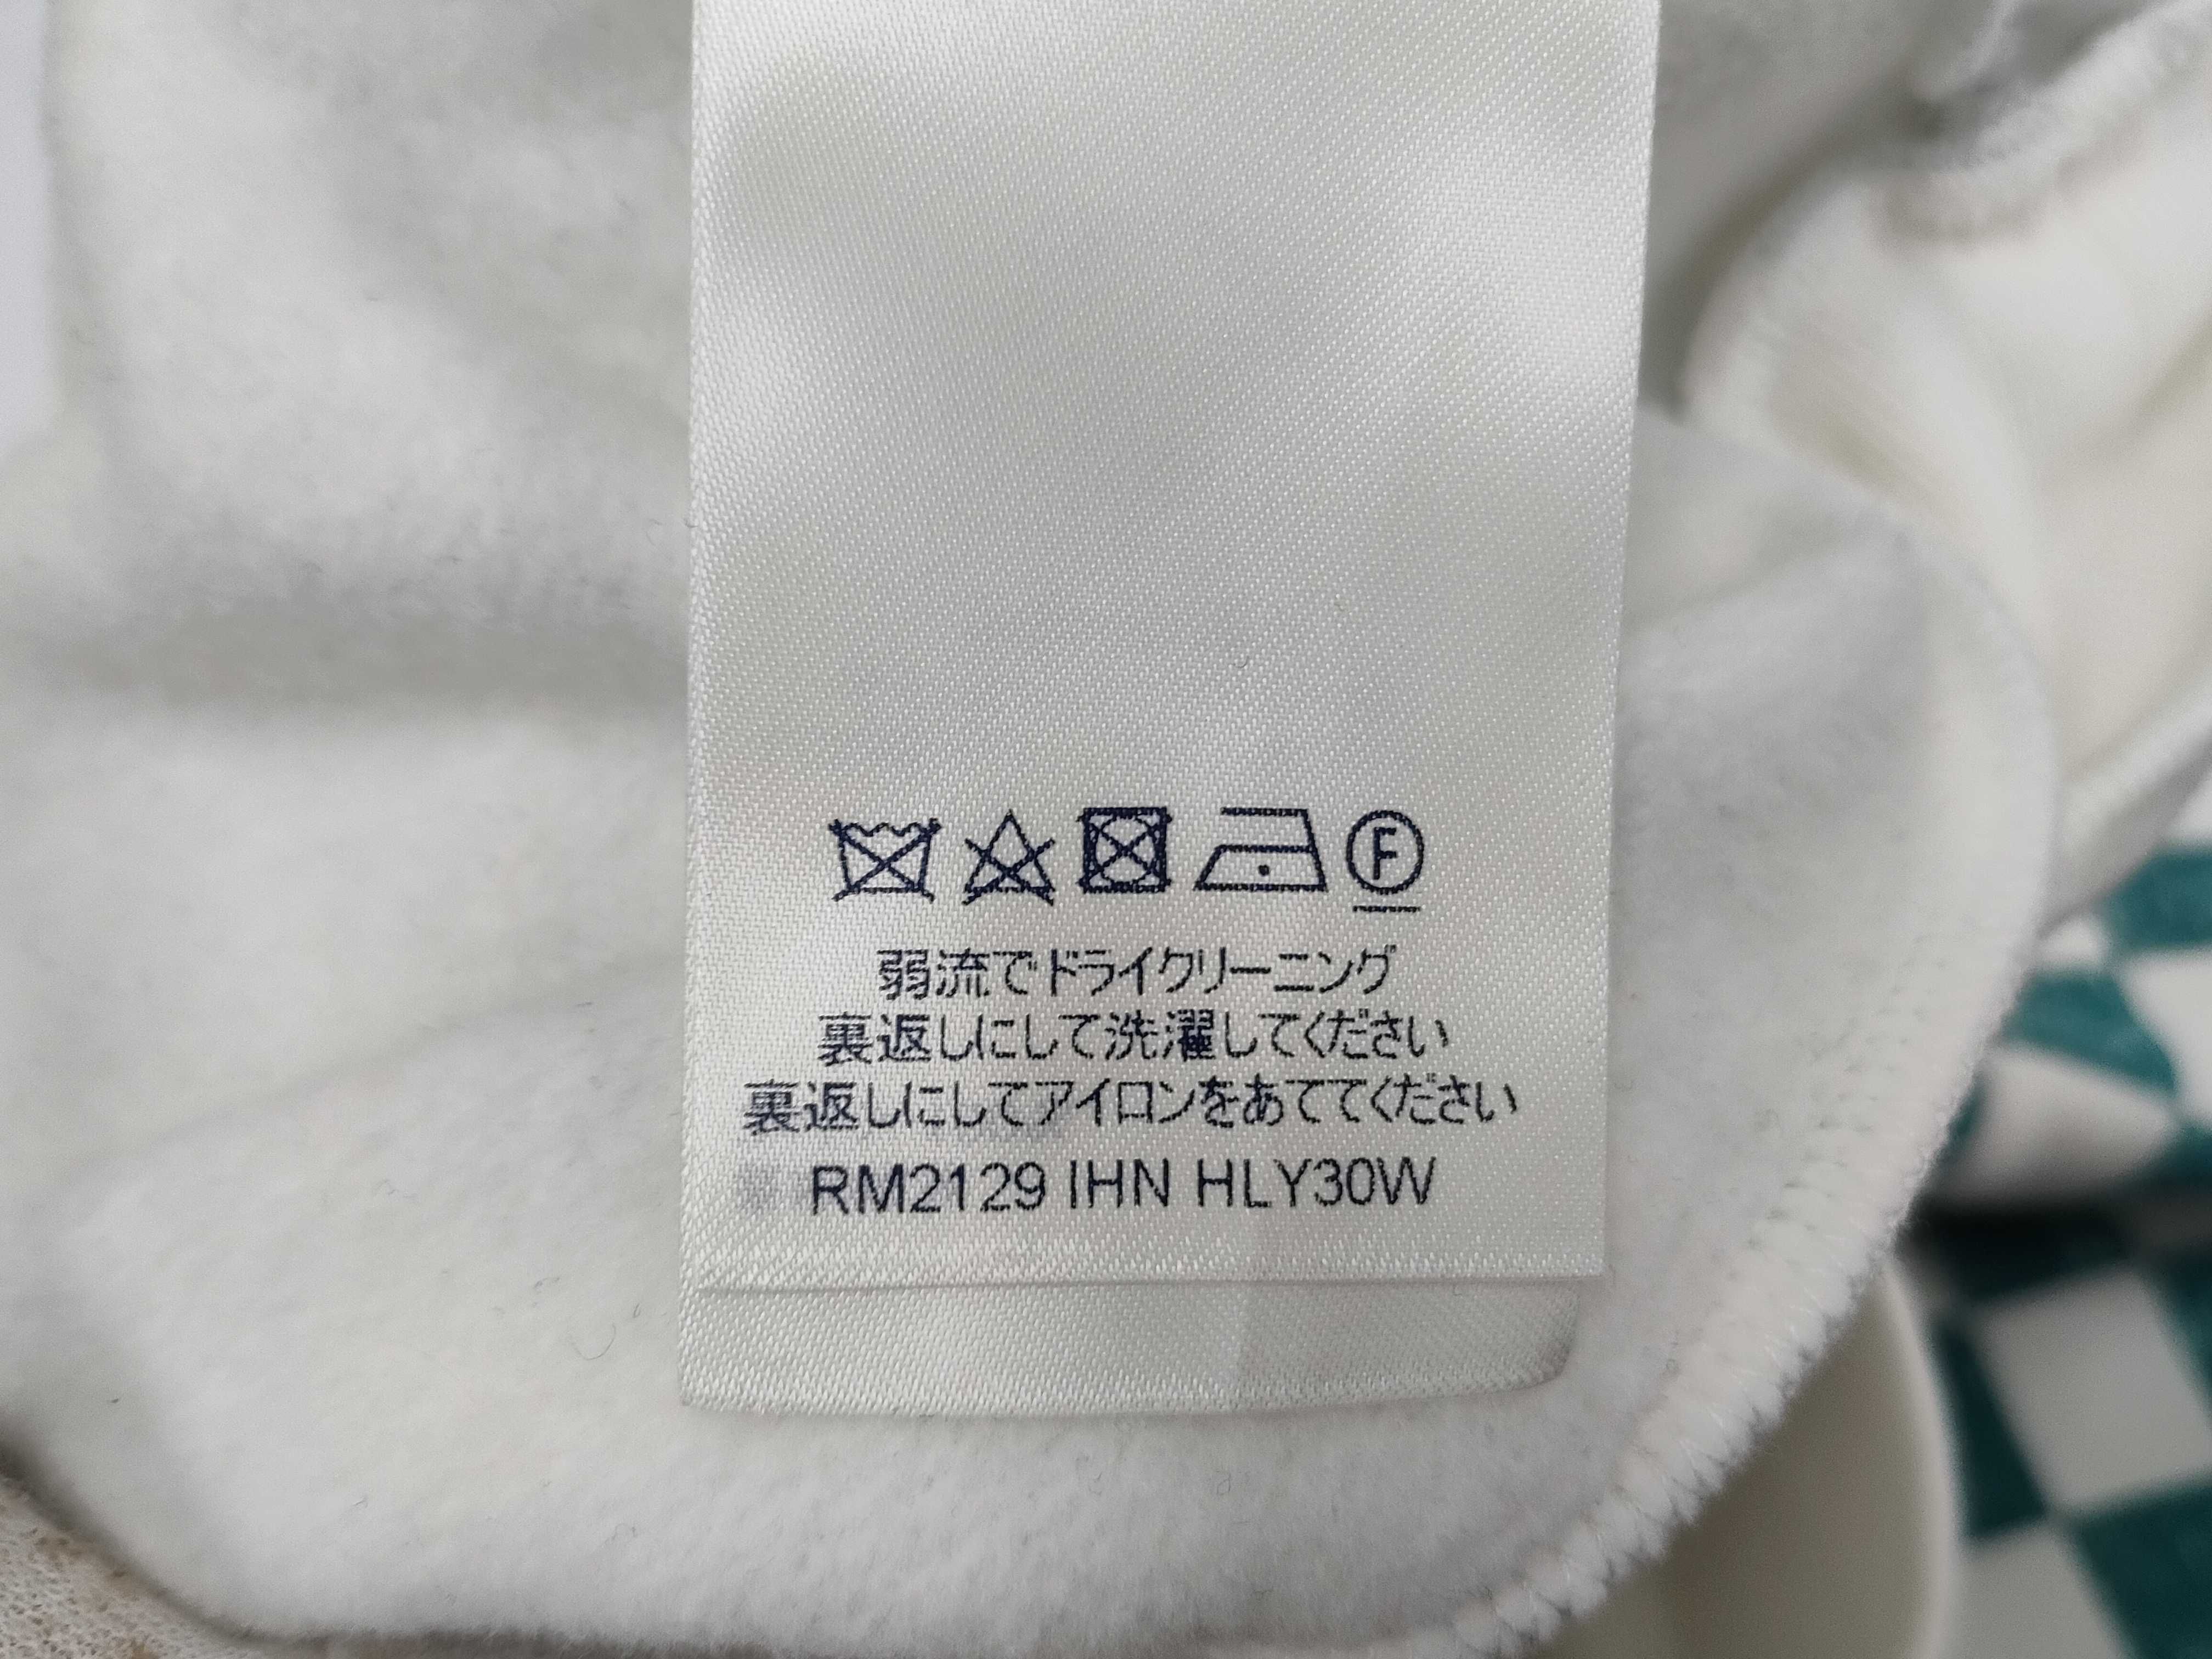 F
弱流でドライクリーニング
裏返しにして洗濯してください
裏返しにしてアイロンをあててください
RM2129 IHN HLY30W